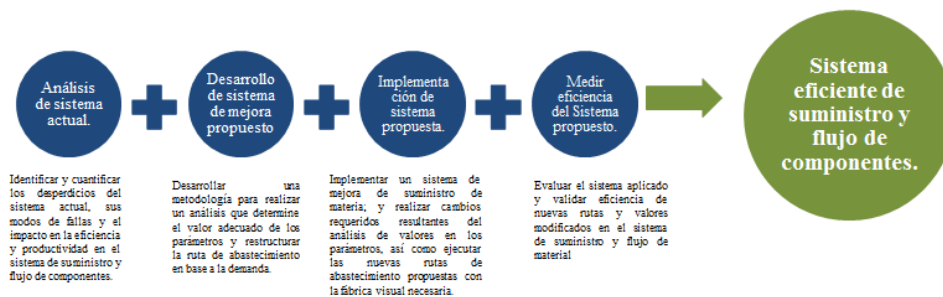 Análisis
de sistema
actual.
Desarrollo
de sistema
de mejora
propuesto
Implementa
ción de
sistema
propuesta.
Medir
eficiencia
del Sistema
propuesto.
Sistema
eficiente de
suministro y
flujo de
componentes.
Identificar y cuantificar
los desperdicios del
sistema actual, sus
modos de fallas y el
impacto en la eficiencia
y productividad en el
sistema de suministro y
flujo de componentes.
Desarrollar una
metodología para realizar
un análisis que determine
el valor adecuado de los
parámetros y restructurar
la ruta de abastecimiento
en base a la demanda.
Implementar un sistema de
mejora de suministro de
materia; y realizar cambios
requeridos resultantes del
análisis de valores en los
parámetros, así como ejecutar
las nuevas rutas de
abastecimiento propuestas con
la fábrica visual necesaria.
Evaluar el sistema aplicado
y validar eficiencia de
nuevas rutas y valores
modificados en el sistema
de suministro y flujo de
material